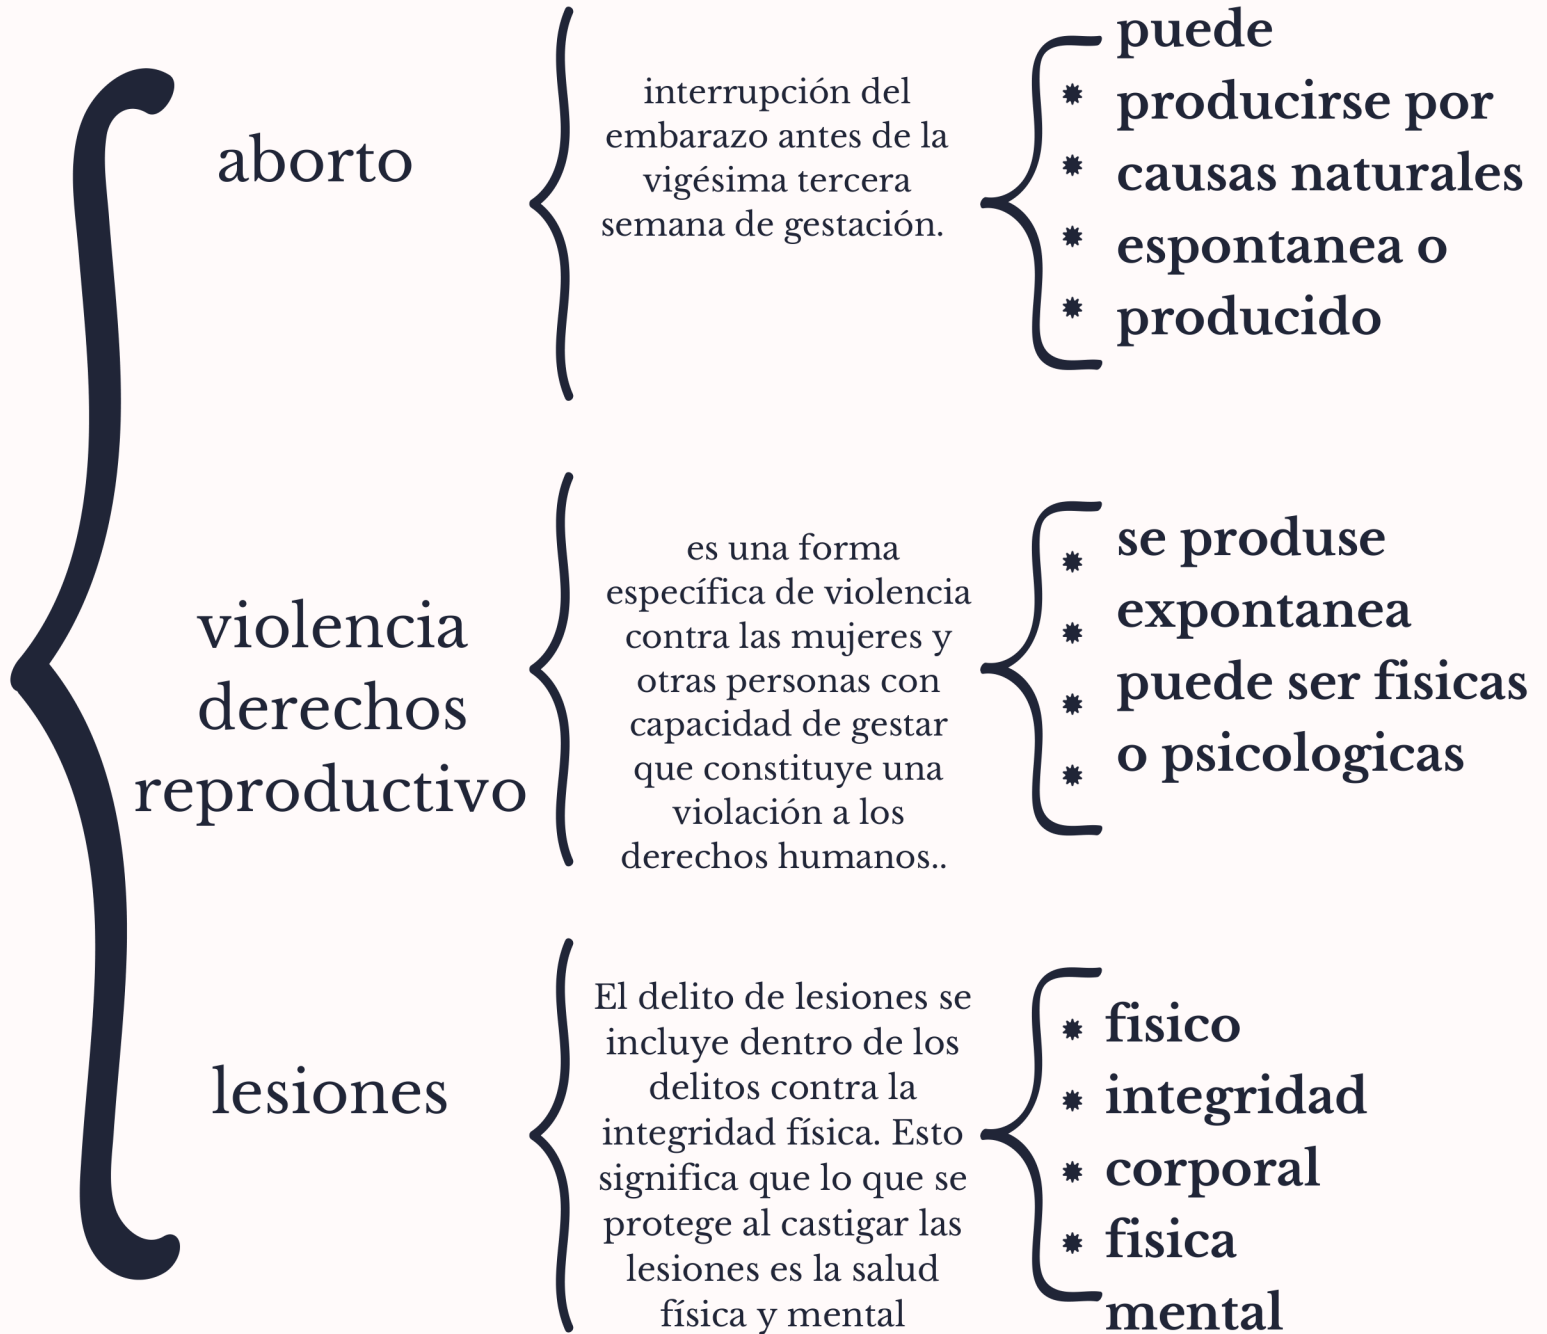 aborto
interrupción del
embarazo antes de la
vigésima tercera
semana de gestación.
puede
producirse por
causas naturales
espontanea o
producido
violencia
derechos
reproductivo
es una forma
específica de violencia
contra las mujeres y
otras personas con
capacidad de gestar
que constituye una
violación a los
derechos humanos..
se produse
expontanea
puede ser fisicas
o psicologicas
lesiones
El delito de lesiones se
incluye dentro de los
delitos contra la
integridad física. Esto
significa que lo que se
protege al castigar las
lesiones es la salud
física y mental
fisico
integridad
corporal
fisica
mental